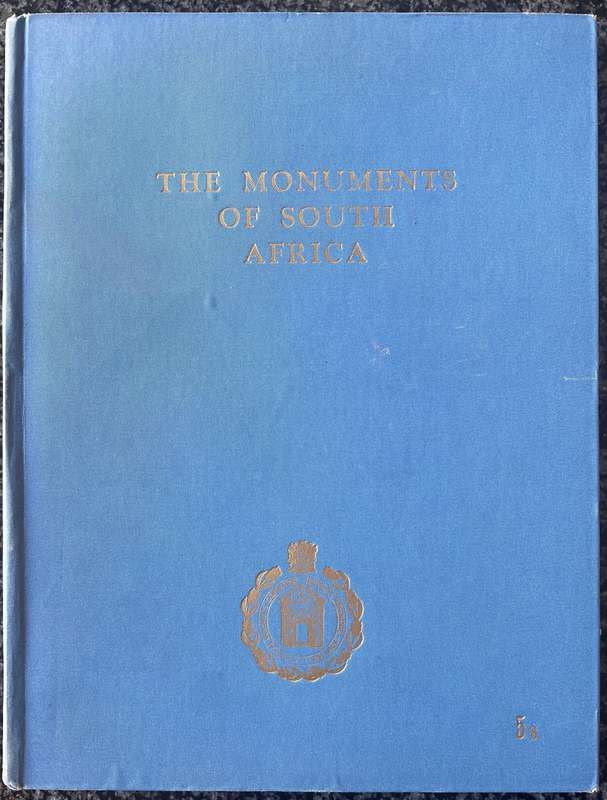 THE MONUMENTS
OF SOUTH
AFRICA
5s.